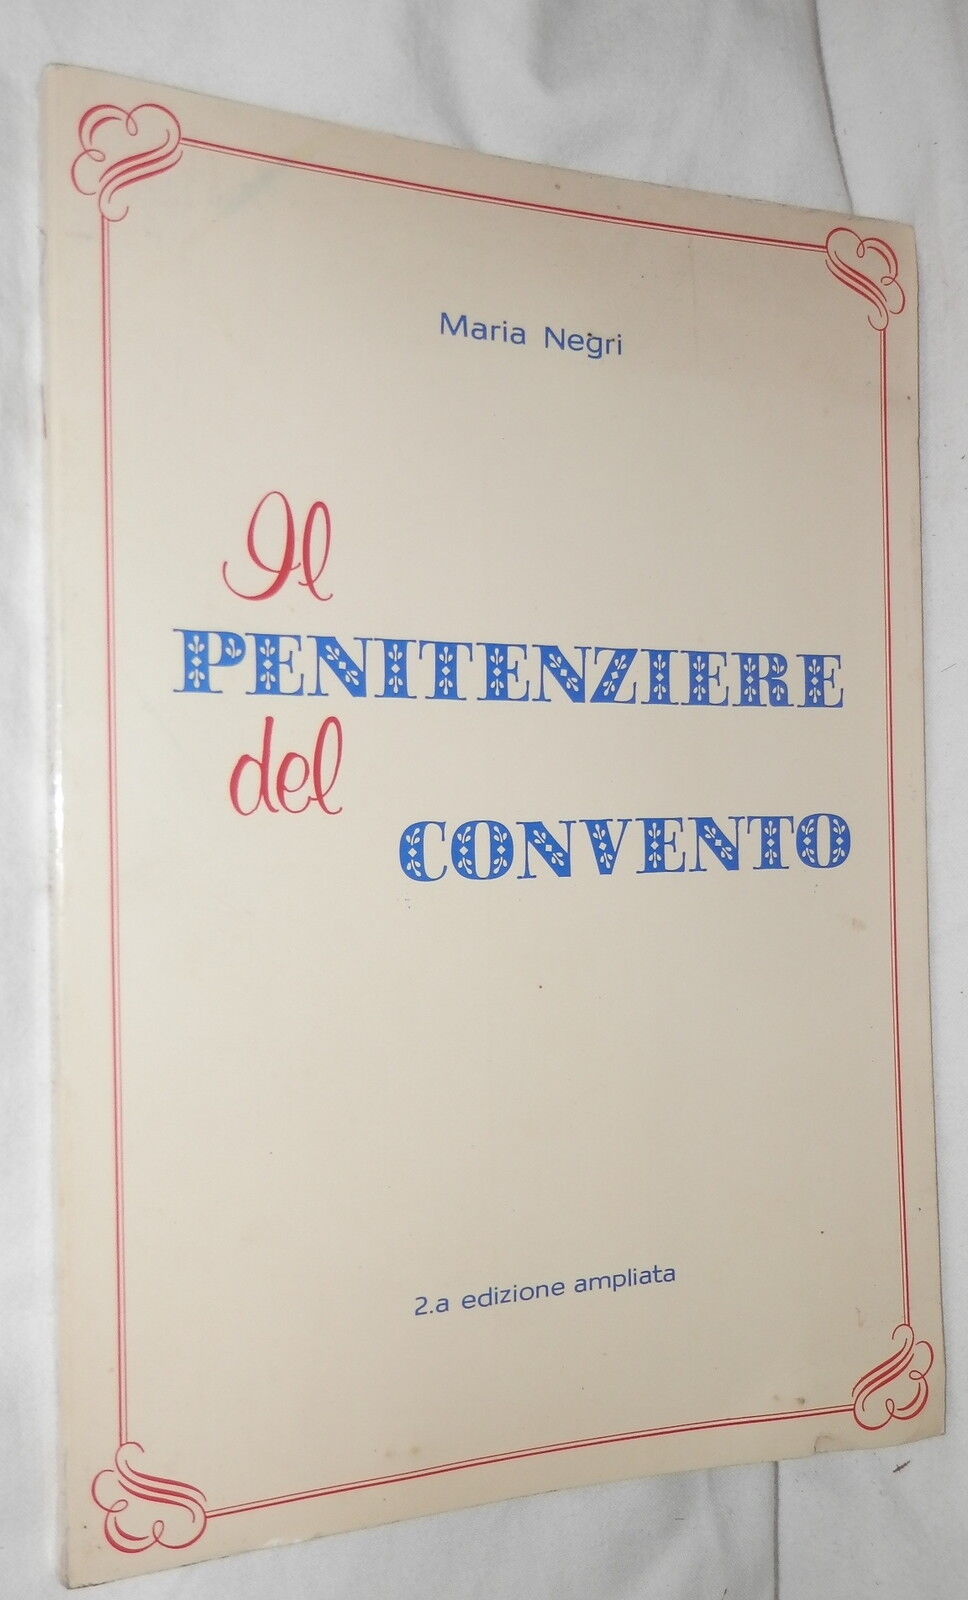 Maria Negri
Il
PENITENZIERE
del
CONVENTO
2.a edizione ampliata